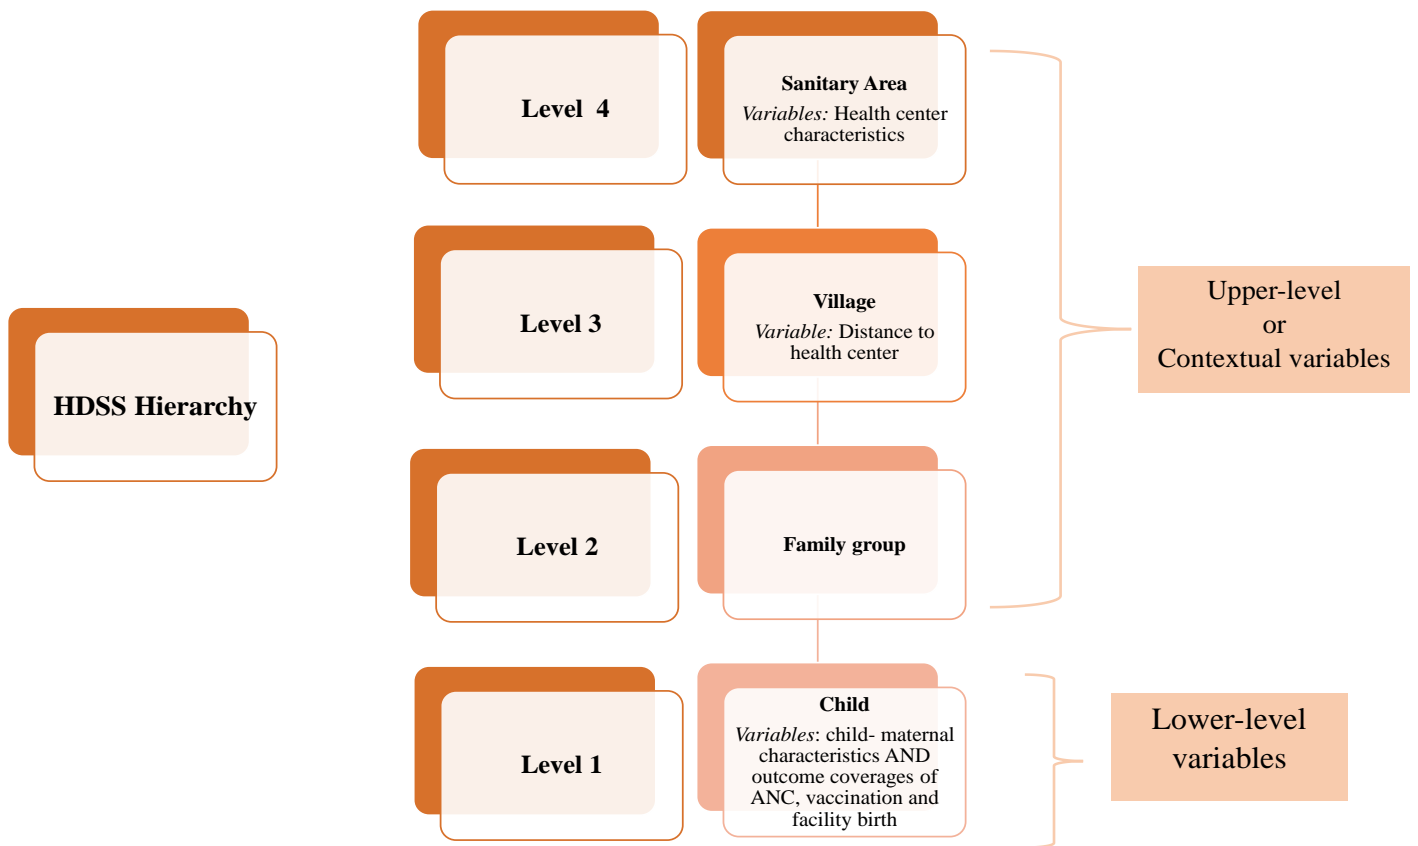 HDSS Hierarchy
Level 4
Sanitary Area
Variables: Health center
characteristics
Level 3
Village
Variable: Distance to
health center
Level 2
Family group
Level 1
Child
Variables: child- maternal
characteristics AND
outcome coverages of
ANC, vaccination and
facility birth
Upper-level
or
Contextual variables
Lower-level
variables